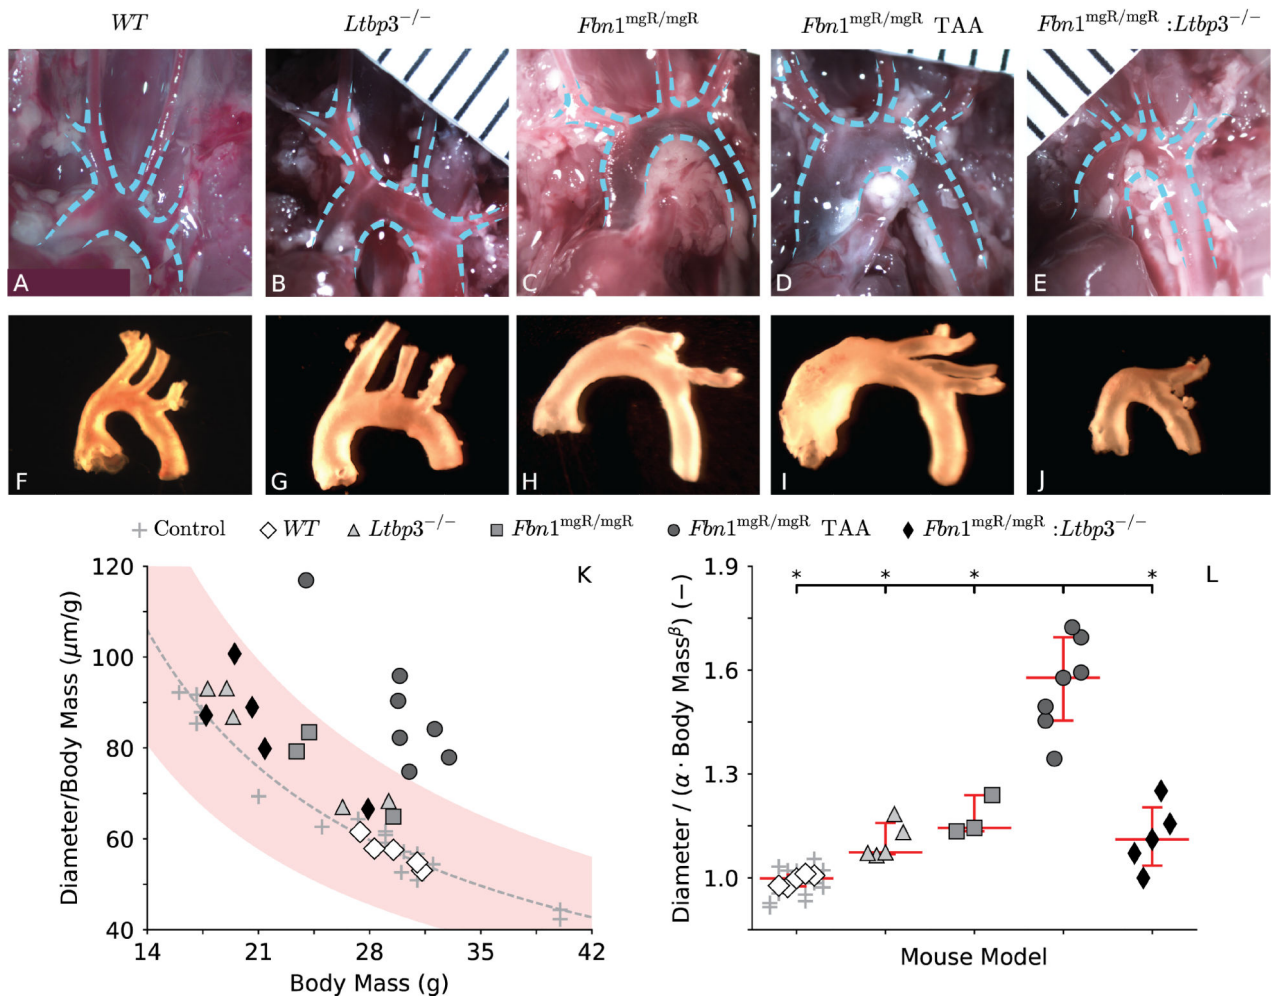 WT Ltbp3−/− Fbn1mgR/mgR Fbn1mgR/mgR TAA Fbn1mgR/mgR :Ltbp3−/−
A B C D E
F G H I J
Control WT Ltbp3−/− Fbn1mgR/mgR Fbn1mgR/mgR TAA Fbn1mgR/mgR :Ltbp3−/−
K
Diameter/Body Mass (μm/g)
120
100
80
60
40
14 21 28 35 42
Body Mass (g)
L
Diameter / (α · Body Massβ) (−)
1.9
1.6
1.3
1.0
* * * *
Mouse Model